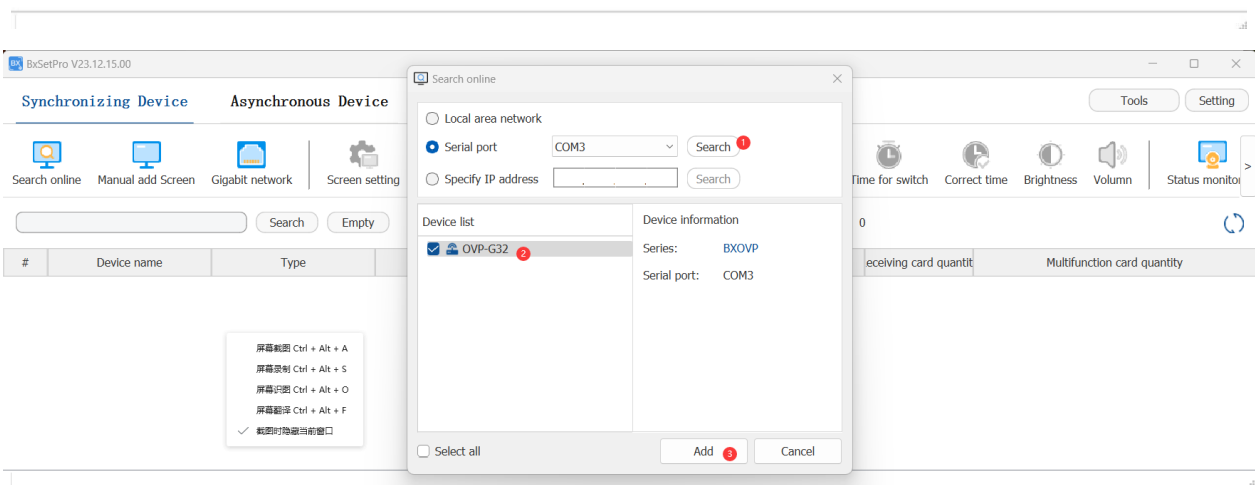 BX BxSetPro V23.12.15.00
Synchronizing Device Asynchronous Device
Tools Setting
Search online Manual add Screen Gigabit network Screen setting
Time for switch Correct time Brightness Volumn Status monitor >
Search Empty
0
# Device name Type
eceiving card quantit Multifunction card quantity
屏幕截图 Ctrl + Alt + A
屏幕录制 Ctrl + Alt + S
屏幕识图 Ctrl + Alt + O
屏幕翻译 Ctrl + Alt + F
截图时隐藏当前窗口
Search online
Local area network
Serial port COM3 Search 1
Specify IP address . . . Search
Device list
OVP-G32 2
Device information
Series: BXOVP
Serial port: COM3
Select all Add 3 Cancel